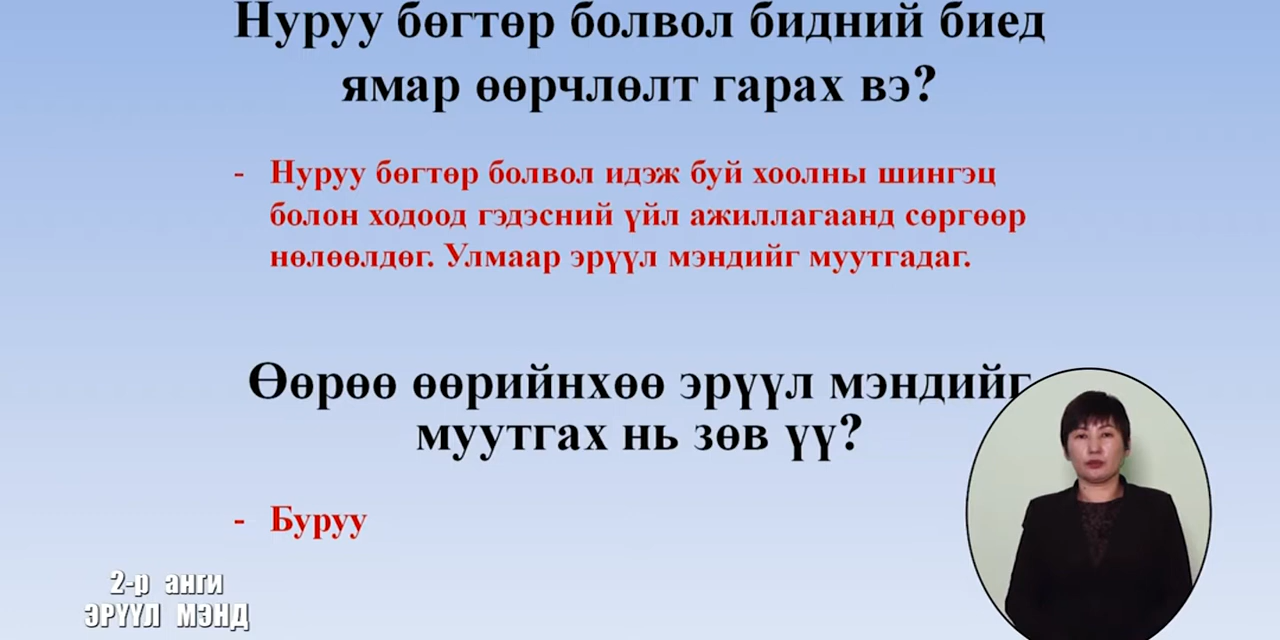 Нуруу бөгтөр болвол бидний биед
ямар өөрчлөлт гарах вэ?
- Нуруу бөгтөр болвол идэж буй хоолны шингэц
болон ходоод гэдэсний үйл ажиллагаанд сөргөөр
нөлөөлдөг. Улмаар эрүүл мэндийг муутгадаг.
Өөрөө өөрийнхөө эрүүл мэндийг
муутгах нь зөв үү?
- Буруу
2-р анги
ЭРҮҮЛ МЭНД